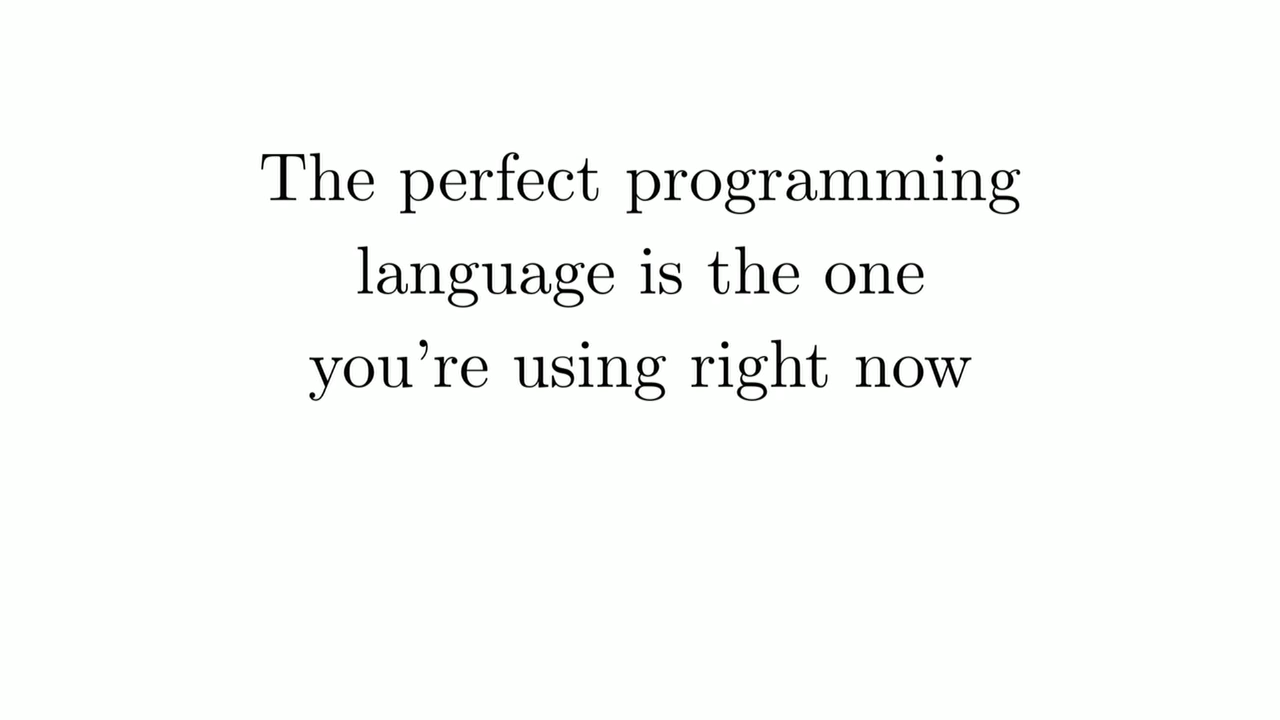 The perfect programming
language is the one
you're using right now